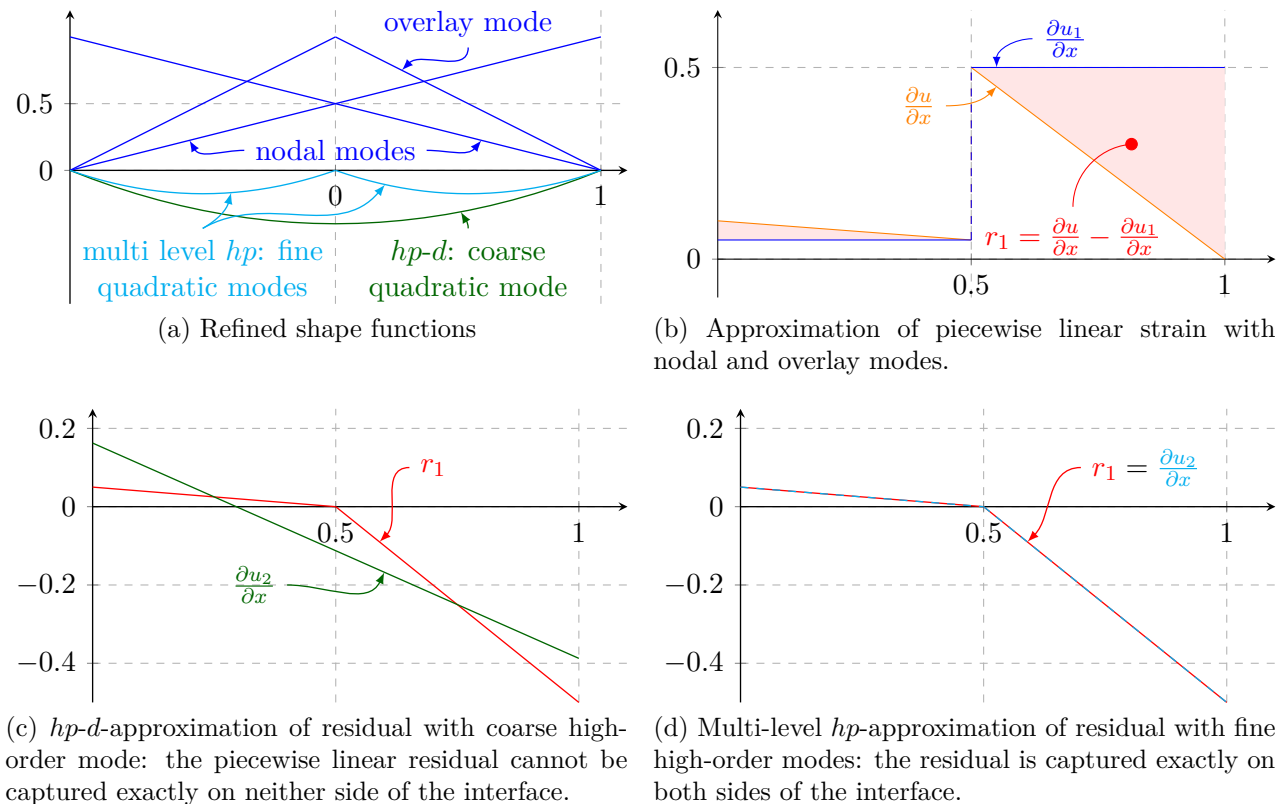 overlay mode
0.5
nodal modes
0
0
1
multi level hp: fine
quadratic modes
hp-d: coarse
quadratic mode
(a) Refined shape functions
∂u₁/∂x
0.5
∂u/∂x
r₁ = ∂u/∂x − ∂u₁/∂x
0
0.5
1
(b) Approximation of piecewise linear strain with
nodal and overlay modes.
0.2
r₁
0
0.5
1
∂u₂/∂x
−0.2
−0.4
(c) hp-d-approximation of residual with coarse high-
order mode: the piecewise linear residual cannot be
captured exactly on neither side of the interface.
0.2
r₁ = ∂u₂/∂x
0
0.5
1
−0.2
−0.4
(d) Multi-level hp-approximation of residual with fine
high-order modes: the residual is captured exactly on
both sides of the interface.